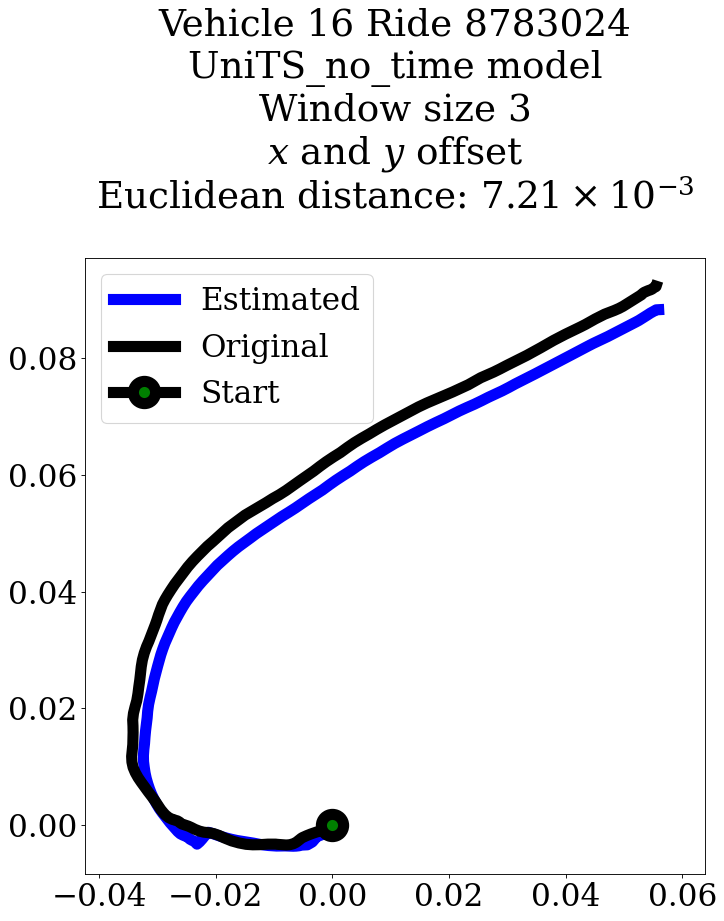 Vehicle 16 Ride 8783024
UniTS_no_time model
Window size 3
x and y offset
Euclidean distance: 7.21 × 10⁻³
Estimated
Original
Start
0.08
0.06
0.04
0.02
0.00
−0.04 −0.02 0.00 0.02 0.04 0.06